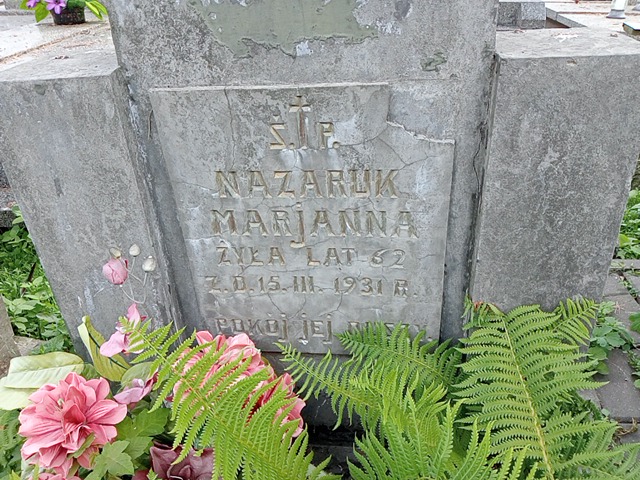 Ś. P.
NAZARUK
MARJANNA
ŻYŁA LAT 62
Z.D. 15. III. 1931 R.
POKÓJ JEJ